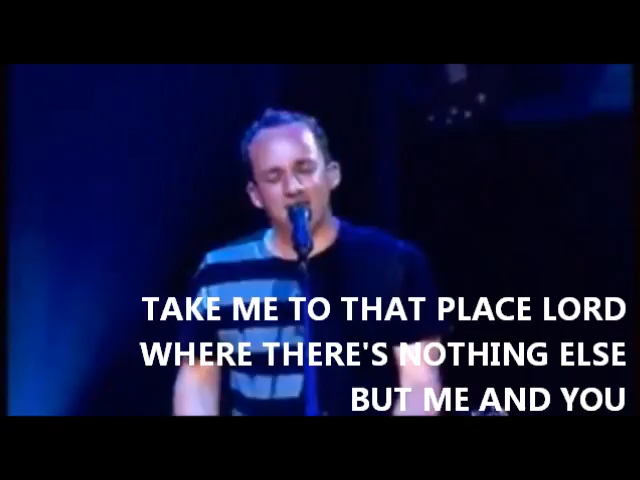 TAKE ME TO THAT PLACE LORD
WHERE THERE'S NOTHING ELSE
BUT ME AND YOU